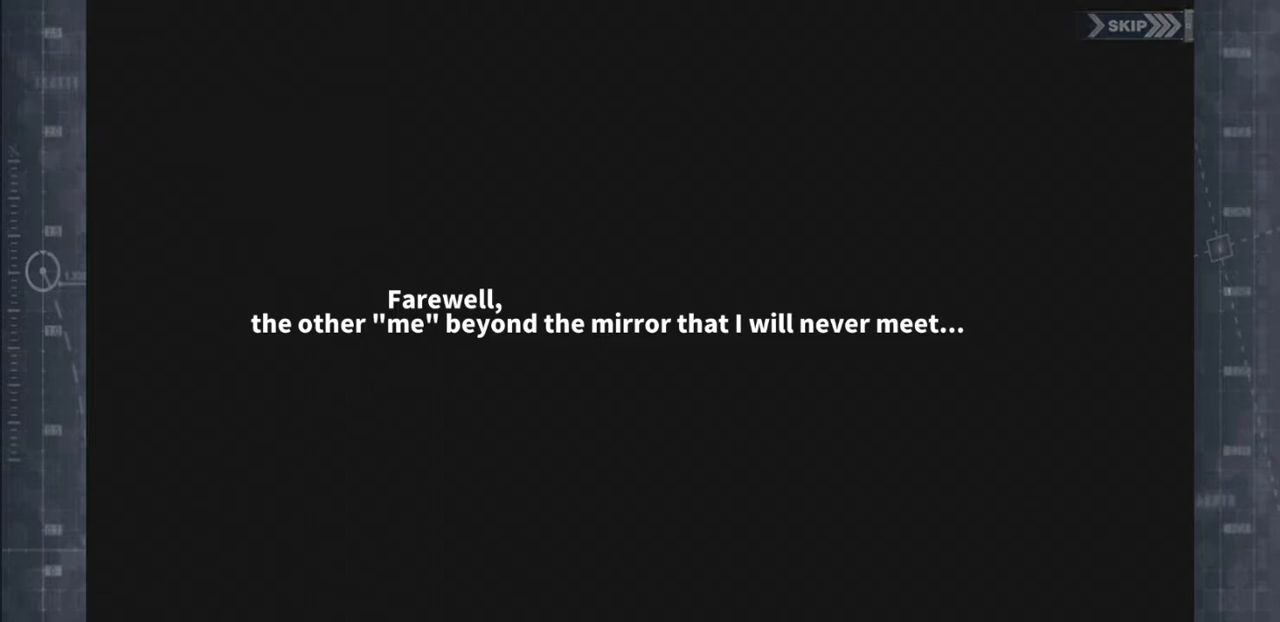 SKIP
Farewell,
the other "me" beyond the mirror that I will never meet...